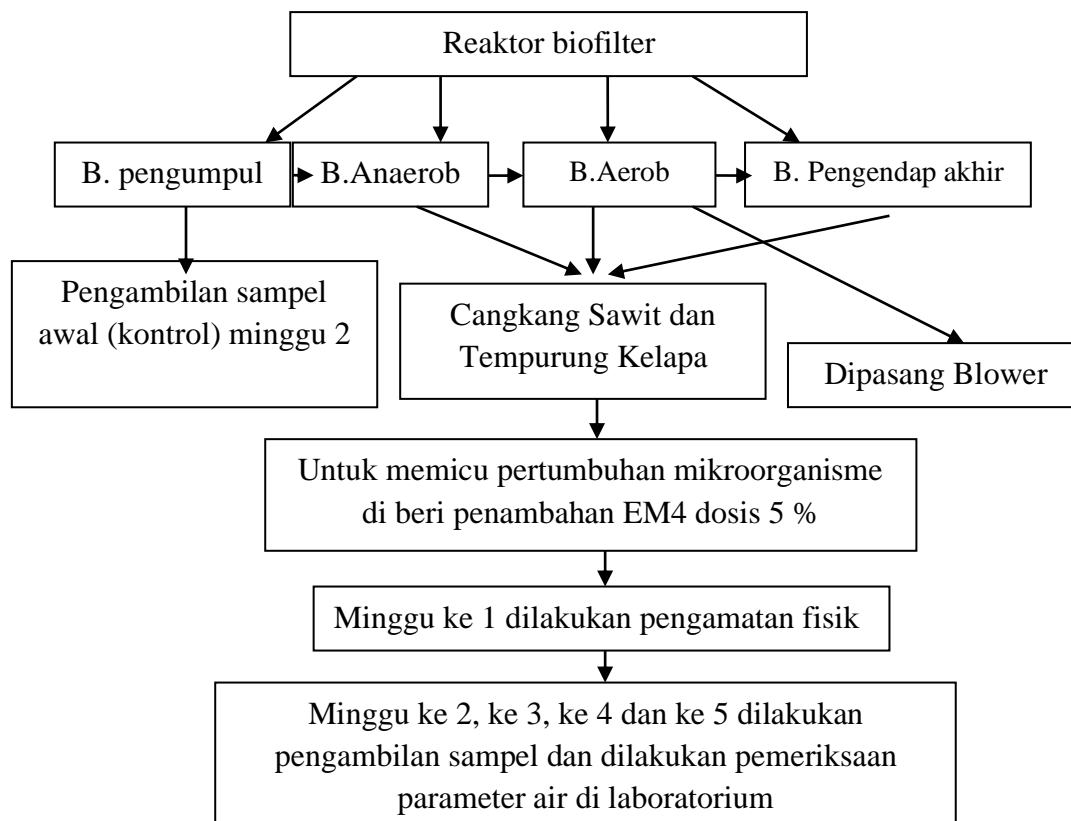 Reaktor biofilter
B. pengumpul
B.Anaerob
B.Aerob
B. Pengendap akhir
Pengambilan sampel
awal (kontrol) minggu 2
Cangkang Sawit dan
Tempurung Kelapa
Dipasang Blower
Untuk memicu pertumbuhan mikroorganisme
di beri penambahan EM4 dosis 5 %
Minggu ke 1 dilakukan pengamatan fisik
Minggu ke 2, ke 3, ke 4 dan ke 5 dilakukan
pengambilan sampel dan dilakukan pemeriksaan
parameter air di laboratorium